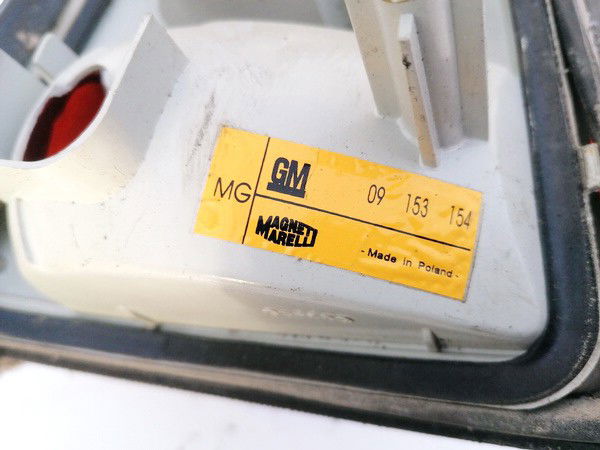 MG
GM
09 153 154
MAGNETI
MARELLI
- Made in Poland -